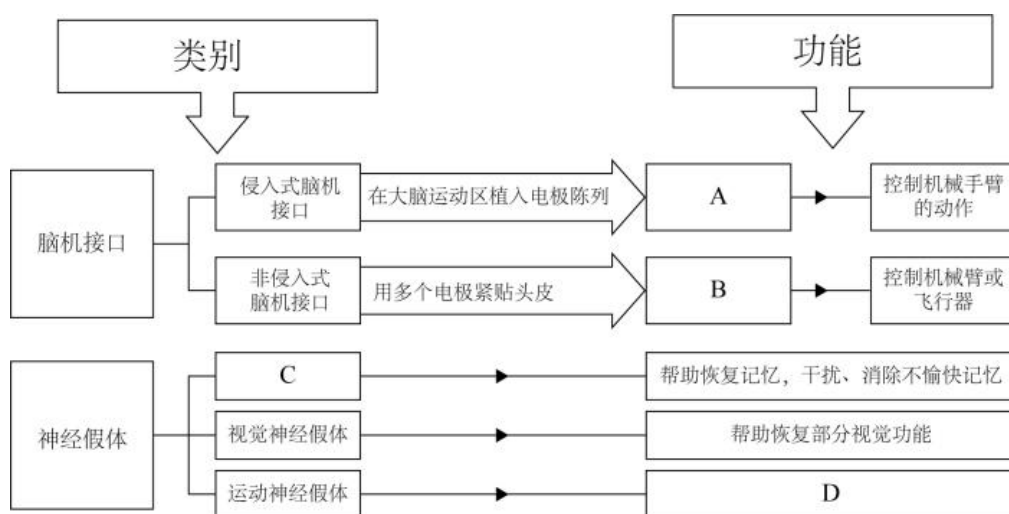 类别
功能
脑机接口
侵入式脑机
接口
在大脑运动区植入电极陈列
A
控制机械手臂
的动作
非侵入式
脑机接口
用多个电极紧贴头皮
B
控制机械臂或
飞行器
神经假体
C
帮助恢复记忆，干扰、消除不愉快记忆
视觉神经假体
帮助恢复部分视觉功能
运动神经假体
D